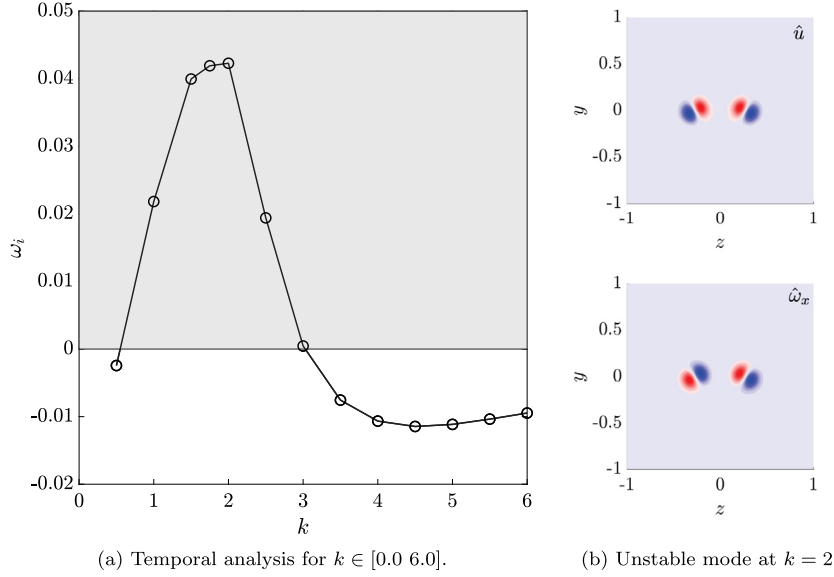 0.05
0.04
0.03
0.02
0.01
0
-0.01
-0.02
ω_i
0 1 2 3 4 5 6
k
(a) Temporal analysis for k ∈ [0.0 6.0].
1
0.5
0
-0.5
-1
y
-1 0 1
z
û
1
0.5
0
-0.5
-1
y
-1 0 1
z
ω̂_x
(b) Unstable mode at k = 2